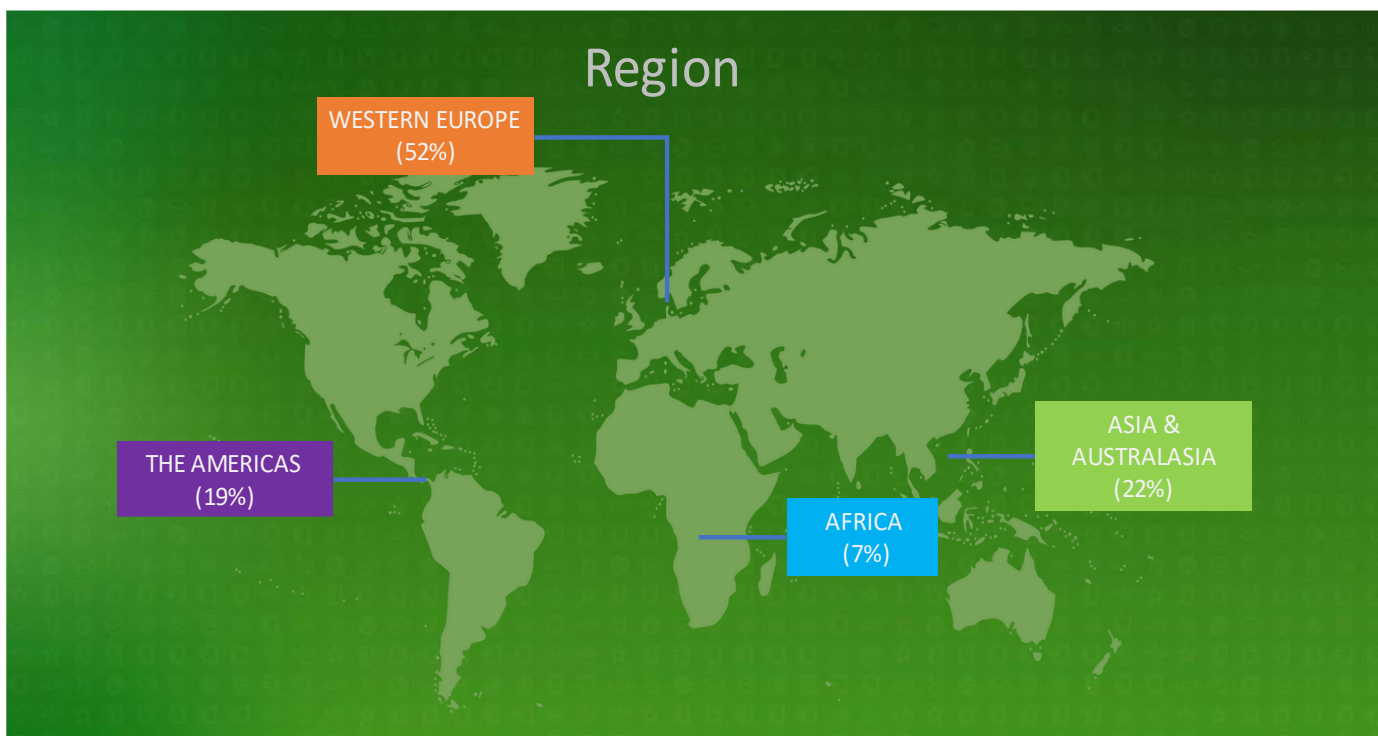 Region
WESTERN EUROPE
(52%)
THE AMERICAS
(19%)
ASIA &
AUSTRALASIA
(22%)
AFRICA
(7%)